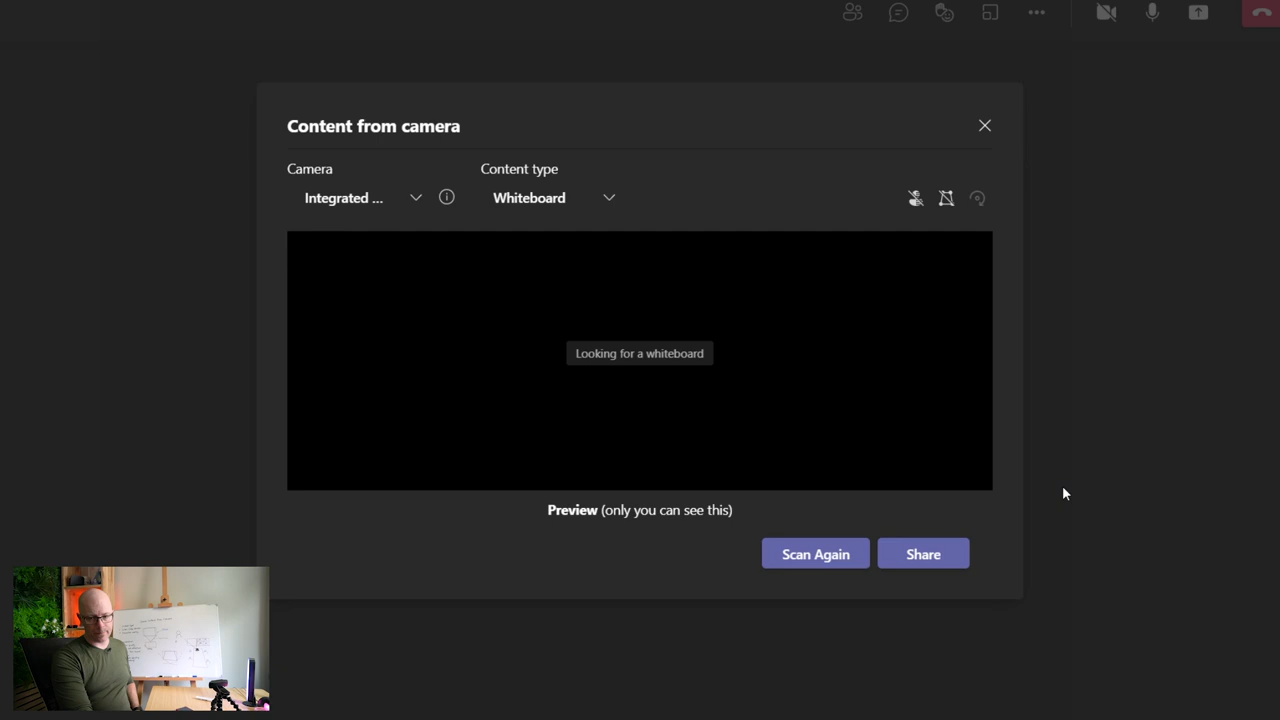 Content from camera
Camera
Content type
Integrated ...
Whiteboard
Looking for a whiteboard
Preview (only you can see this)
Scan Again
Share